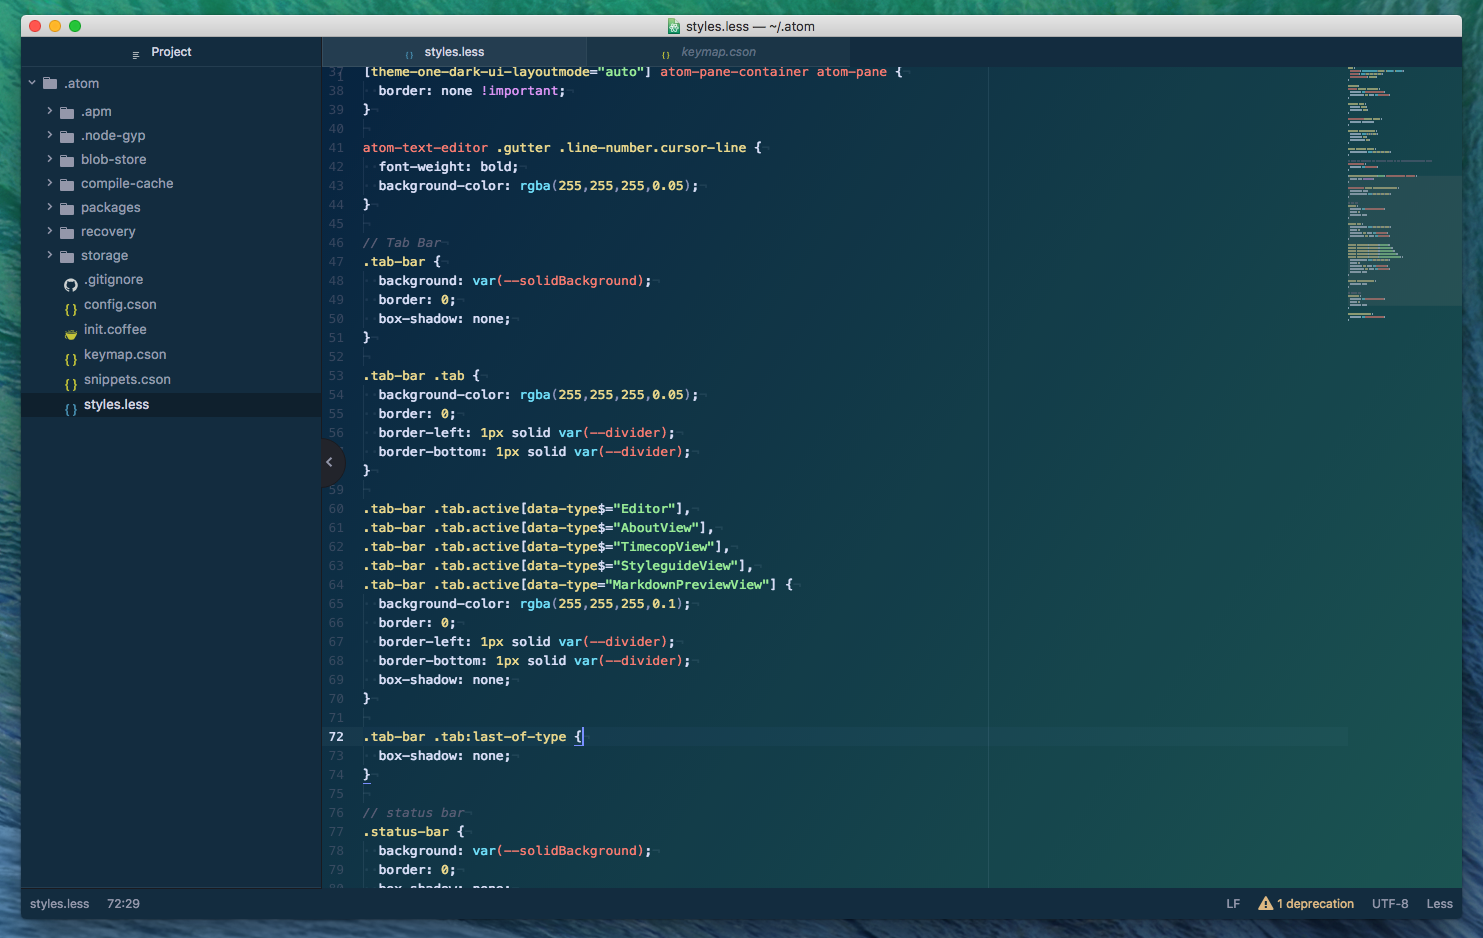 styles.less — ~/.atom
Project
styles.less
keymap.cson
.atom
.apm
.node-gyp
blob-store
compile-cache
packages
recovery
storage
.gitignore
config.cson
init.coffee
keymap.cson
snippets.cson
styles.less
37 [theme-one-dark-ui-layoutmode="auto"] atom-pane-container atom-pane {
38 border: none !important;
39 }
40
41 atom-text-editor .gutter .line-number.cursor-line {
42 font-weight: bold;
43 background-color: rgba(255,255,255,0.05);
44 }
45
46 // Tab Bar
47 .tab-bar {
48 background: var(--solidBackground);
49 border: 0;
50 box-shadow: none;
51 }
52
53 .tab-bar .tab {
54 background-color: rgba(255,255,255,0.05);
55 border: 0;
56 border-left: 1px solid var(--divider);
border-bottom: 1px solid var(--divider);
}
59
60 .tab-bar .tab.active[data-type$="Editor"],
61 .tab-bar .tab.active[data-type$="AboutView"],
62 .tab-bar .tab.active[data-type$="TimecopView"],
63 .tab-bar .tab.active[data-type$="StyleguideView"],
64 .tab-bar .tab.active[data-type="MarkdownPreviewView"] {
65 background-color: rgba(255,255,255,0.1);
66 border: 0;
67 border-left: 1px solid var(--divider);
68 border-bottom: 1px solid var(--divider);
69 box-shadow: none;
70 }
71
72 .tab-bar .tab:last-of-type {
73 box-shadow: none;
74 }
75
76 // status bar
77 .status-bar {
78 background: var(--solidBackground);
79 border: 0;
80 box-shadow: none;
styles.less 72:29
LF 1 deprecation UTF-8 Less